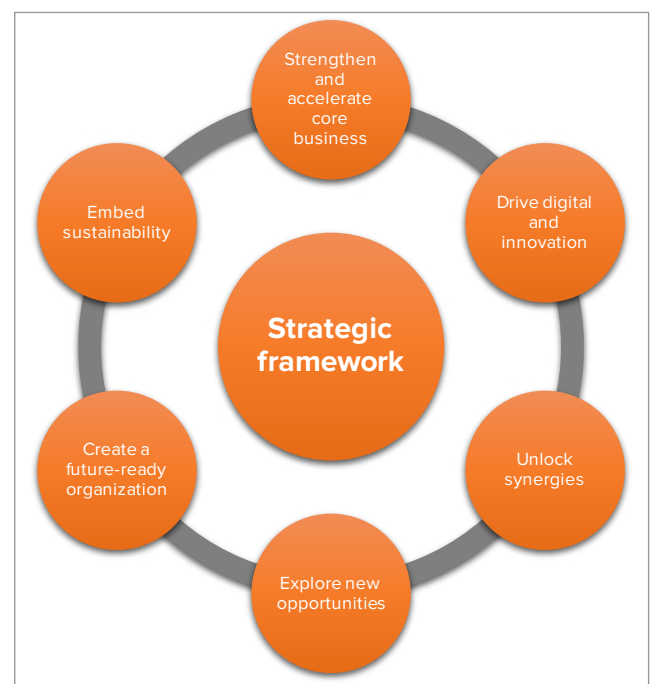 Strengthen
and
accelerate
core
business
Drive digital
and
innovation
Unlock
synergies
Explore new
opportunities
Create a
future-ready
organization
Embed
sustainability
Strategic
framework